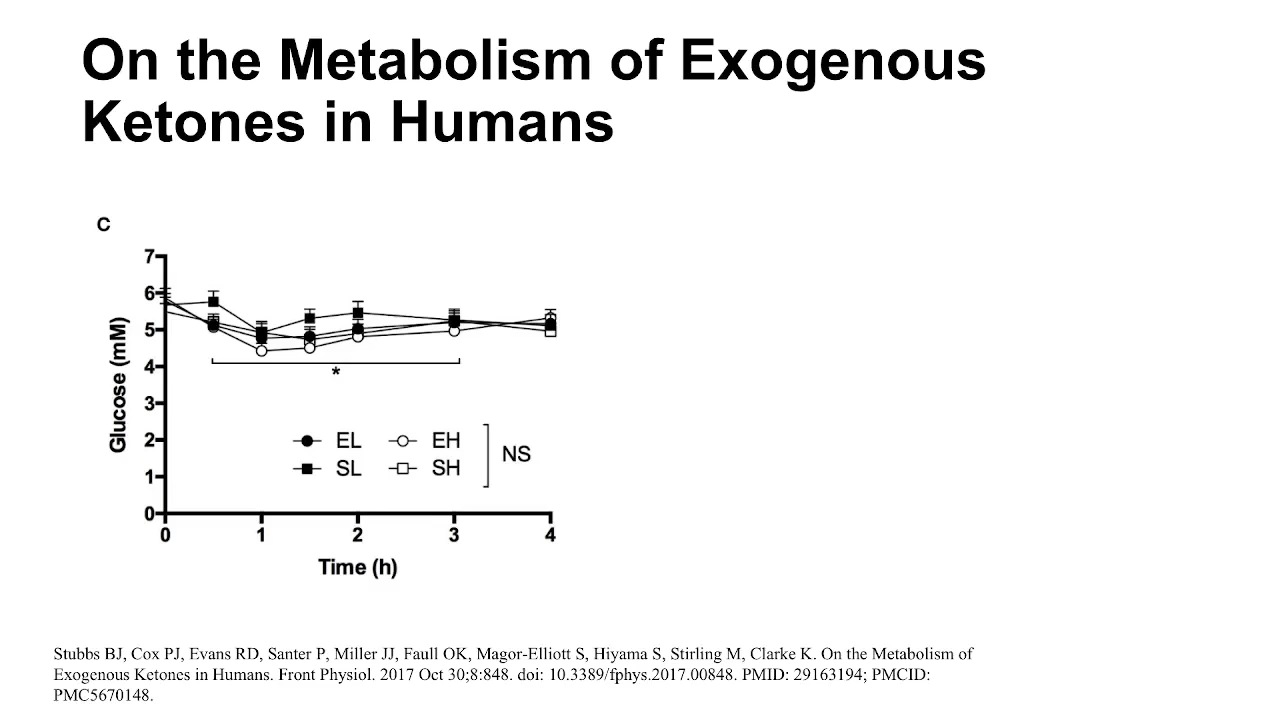 On the Metabolism of Exogenous
Ketones in Humans
C
7
6
5
4
3
2
1
0
Glucose (mM)
*
EL
EH
SL
SH
NS
0 1 2 3 4
Time (h)
Stubbs BJ, Cox PJ, Evans RD, Santer P, Miller JJ, Faull OK, Magor-Elliott S, Hiyama S, Stirling M, Clarke K. On the Metabolism of
Exogenous Ketones in Humans. Front Physiol. 2017 Oct 30;8:848. doi: 10.3389/fphys.2017.00848. PMID: 29163194; PMCID:
PMC5670148.